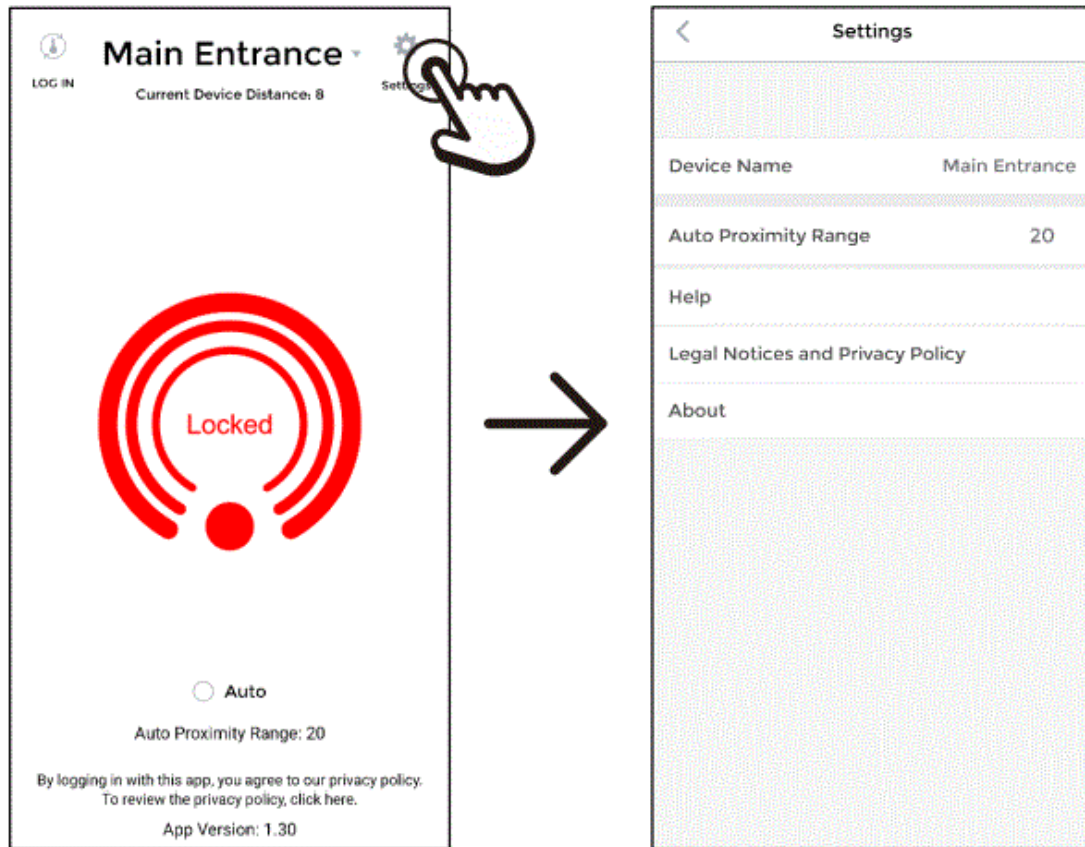 Main Entrance
LOG IN
Settings
Current Device Distance: 8
Locked
Auto
Auto Proximity Range: 20
By logging in with this app, you agree to our privacy policy.
To review the privacy policy, click here.
App Version: 1.30
Settings
Device Name Main Entrance
Auto Proximity Range 20
Help
Legal Notices and Privacy Policy
About